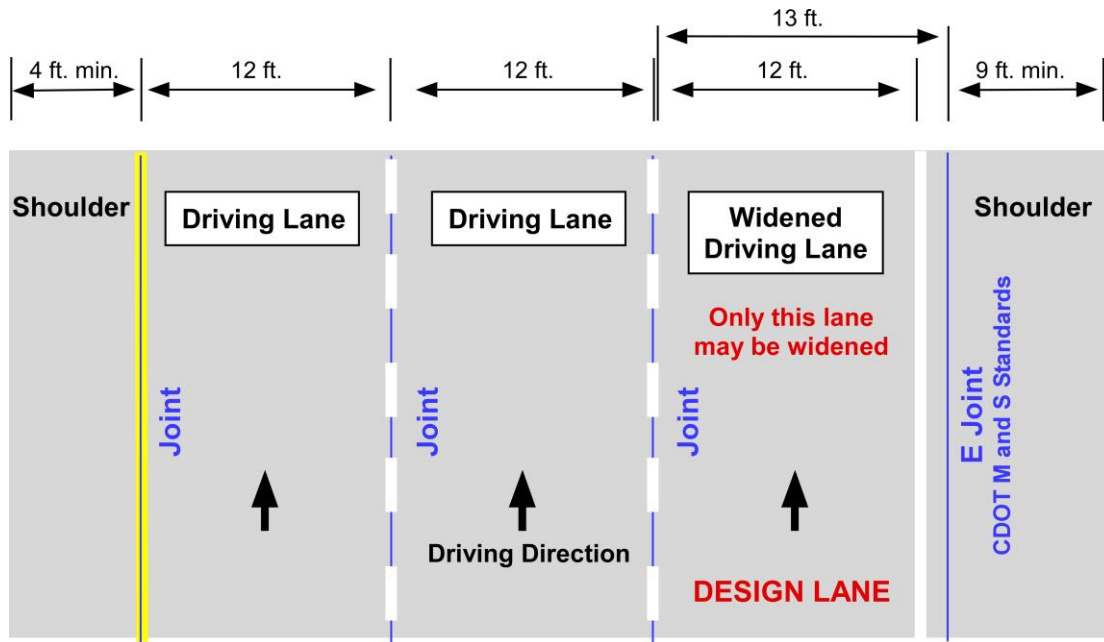 13 ft.
4 ft. min.
12 ft.
12 ft.
12 ft.
9 ft. min.
Shoulder
Driving Lane
Driving Lane
Widened
Driving Lane
Shoulder
Only this lane
may be widened
Joint
Joint
Joint
E Joint
CDOT M and S Standards
Driving Direction
DESIGN LANE